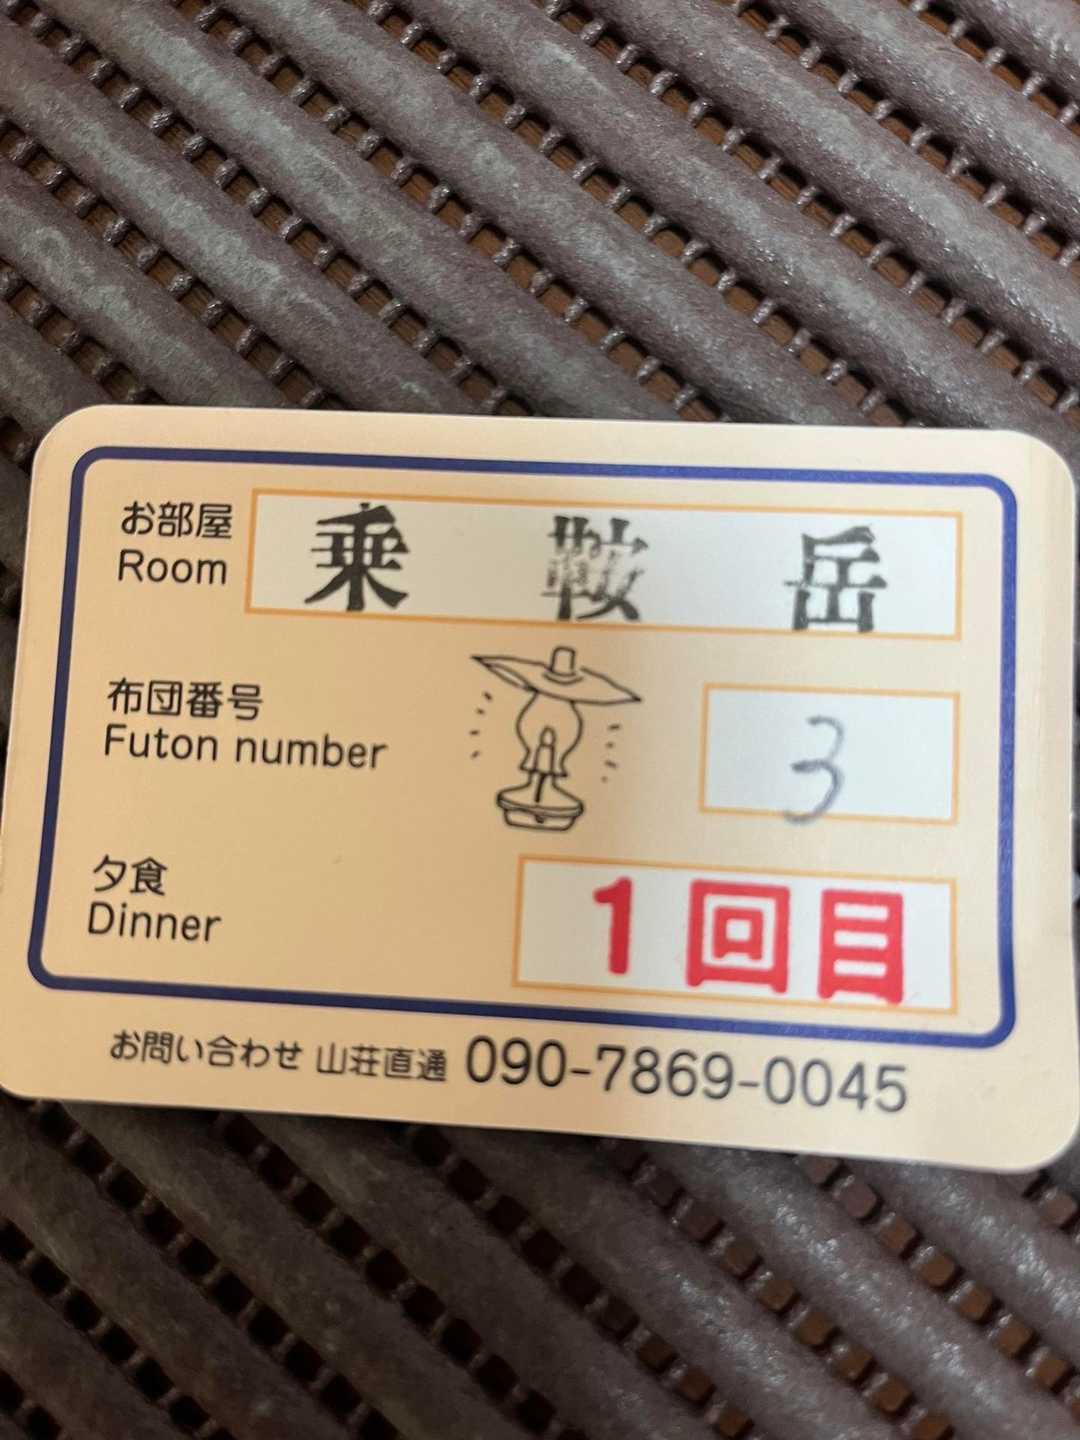 お部屋 乗鞍岳
Room
布団番号
Futon number 3
夕食
Dinner 1回目
お問い合わせ 山荘直通 090-7869-0045